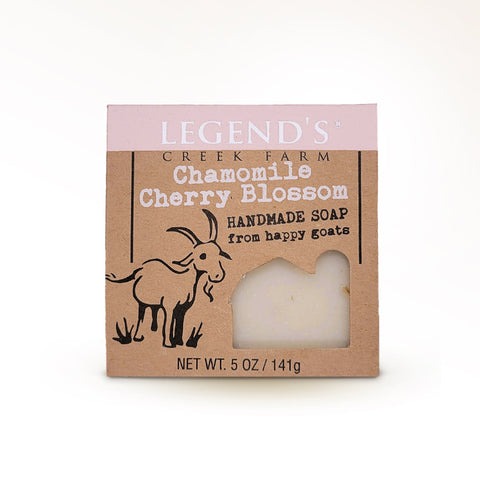 LEGEND'S®
CREEK FARM
Chamomile
Cherry Blossom
HANDMADE SOAP
from happy goats
NET WT. 5 OZ / 141g